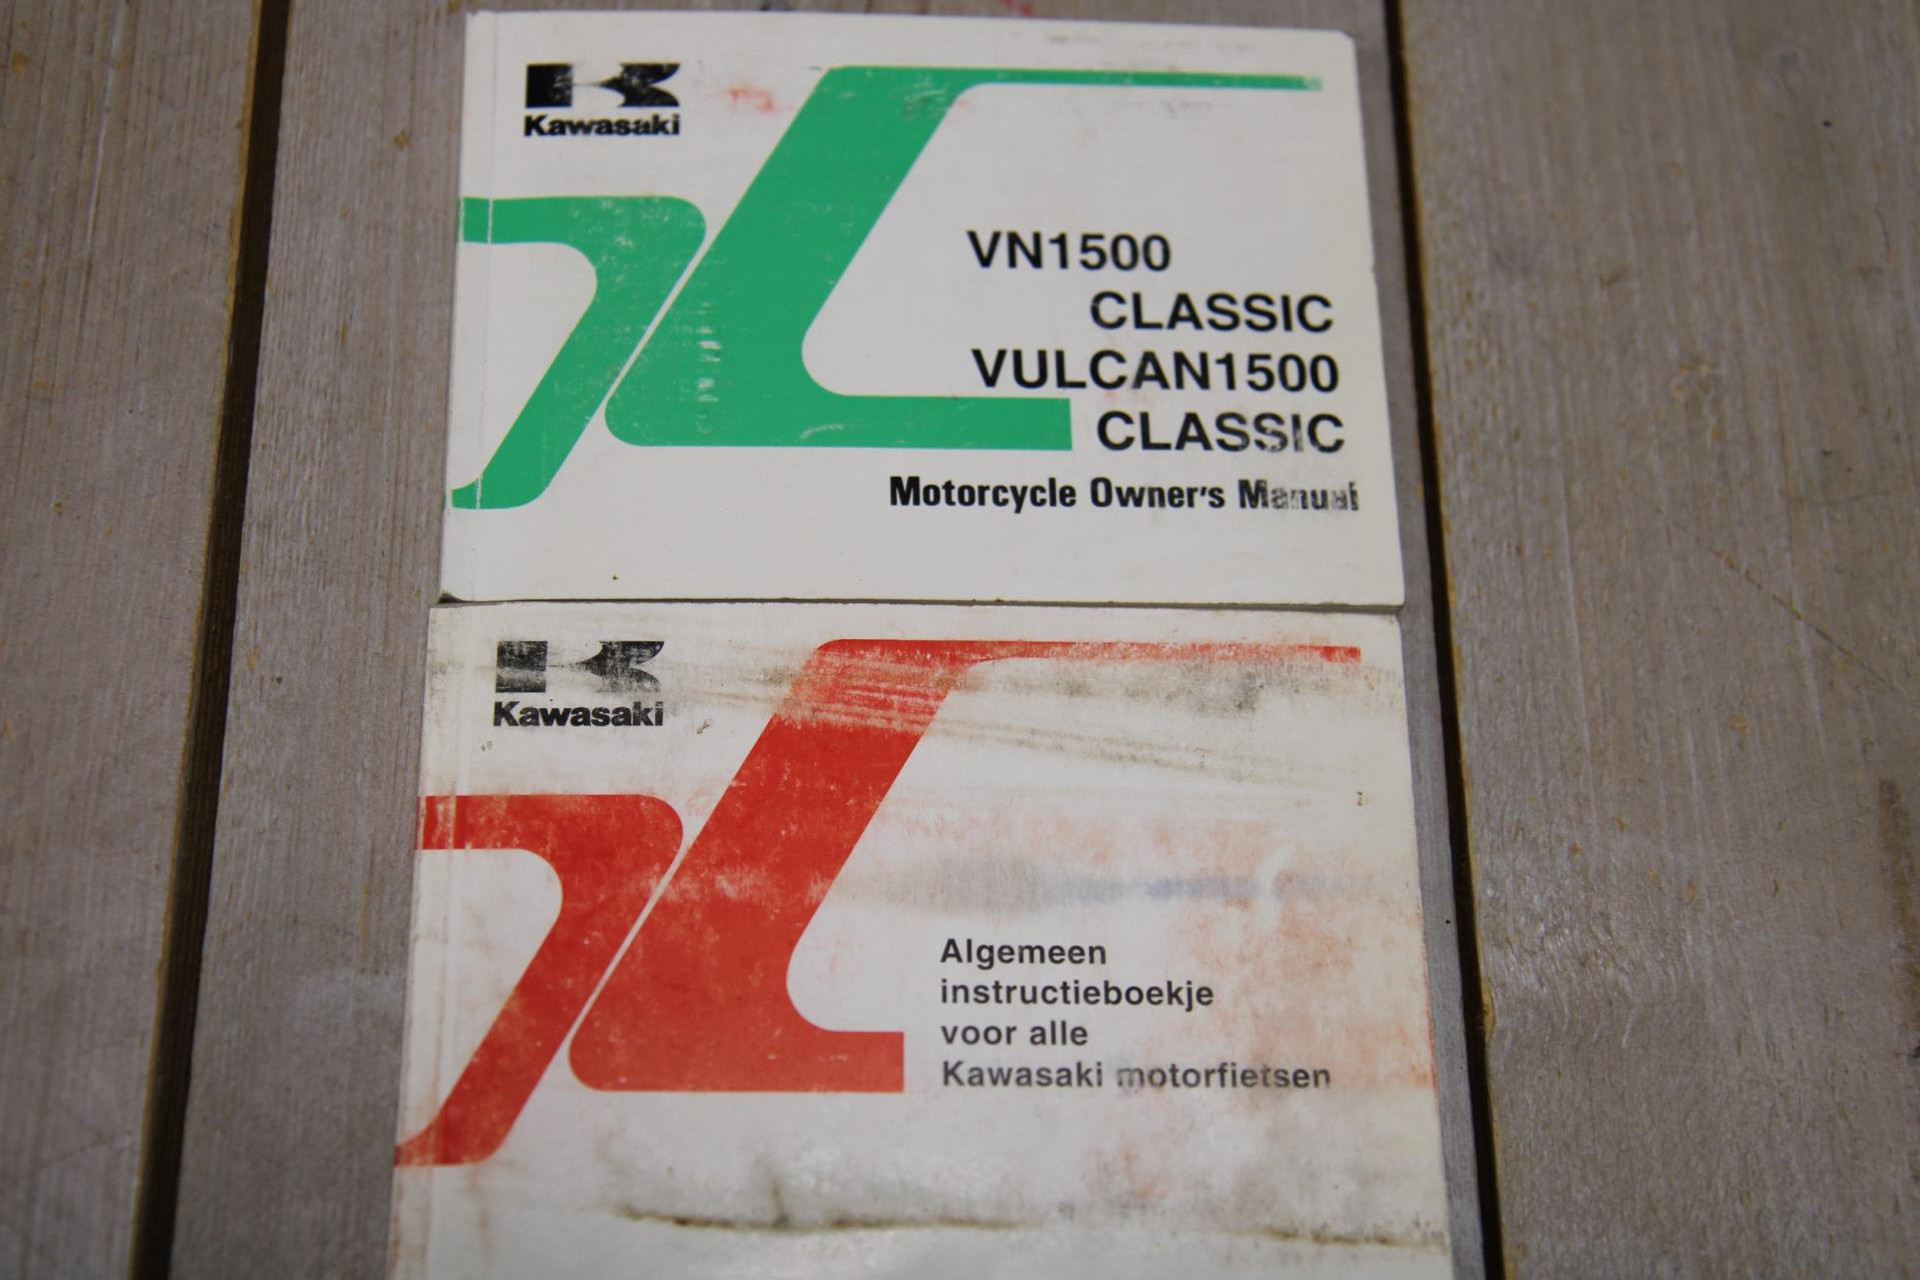 Kawasaki
VN1500
CLASSIC
VULCAN1500
CLASSIC
Motorcycle Owner's Manual
Kawasaki
Algemeen
instructieboekje
voor alle
Kawasaki motorfietsen